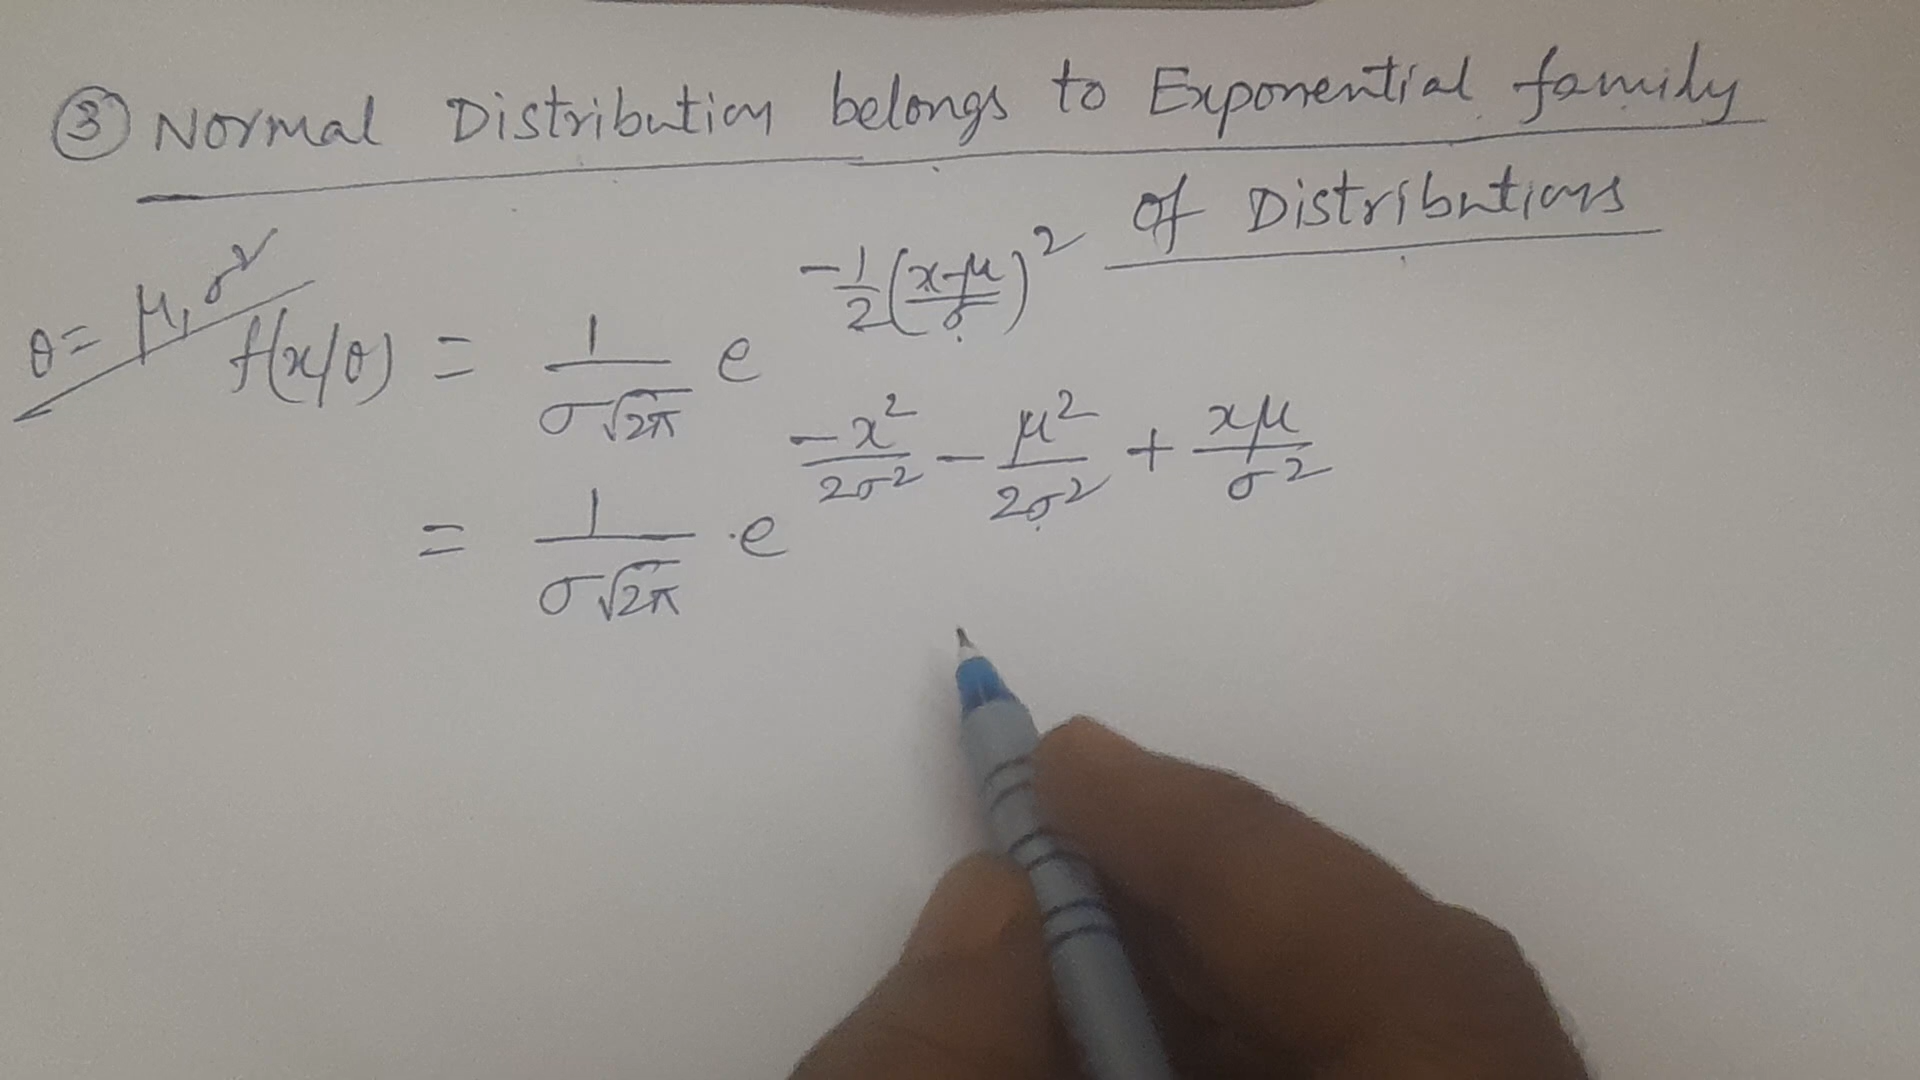 ③ Normal Distribution belongs to Exponential family
of Distributions
θ = μ, σ²
f(x/θ) = 1/(σ√2π) e^(-1/2 ((x-μ)/σ)^2)
= 1/(σ√2π) · e^(-x²/2σ² - μ²/2σ² + xμ/σ²)